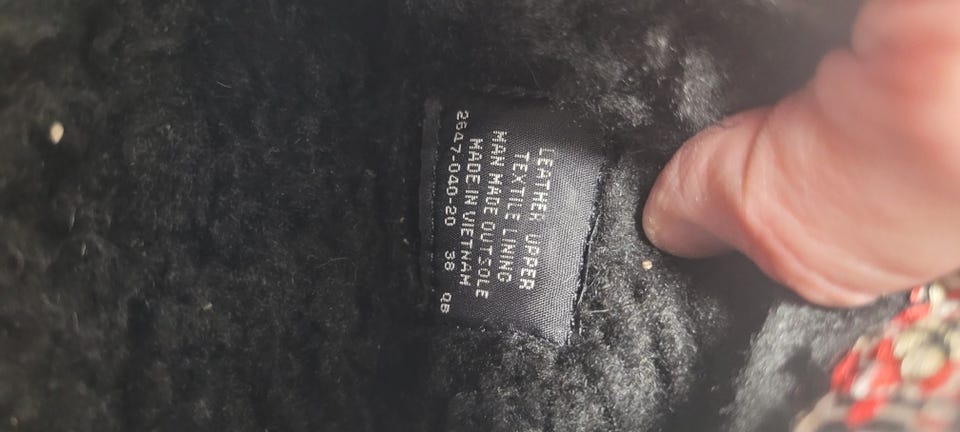 LEATHER UPPER
TEXTILE LINING
MAN MADE OUTSOLE
MADE IN VIETNAM
2647-040-20 38 QB